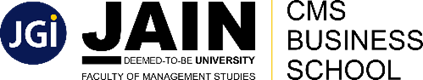 JGi
JAIN
DEEMED-TO-BE UNIVERSITY
FACULTY OF MANAGEMENT STUDIES
CMS
BUSINESS
SCHOOL